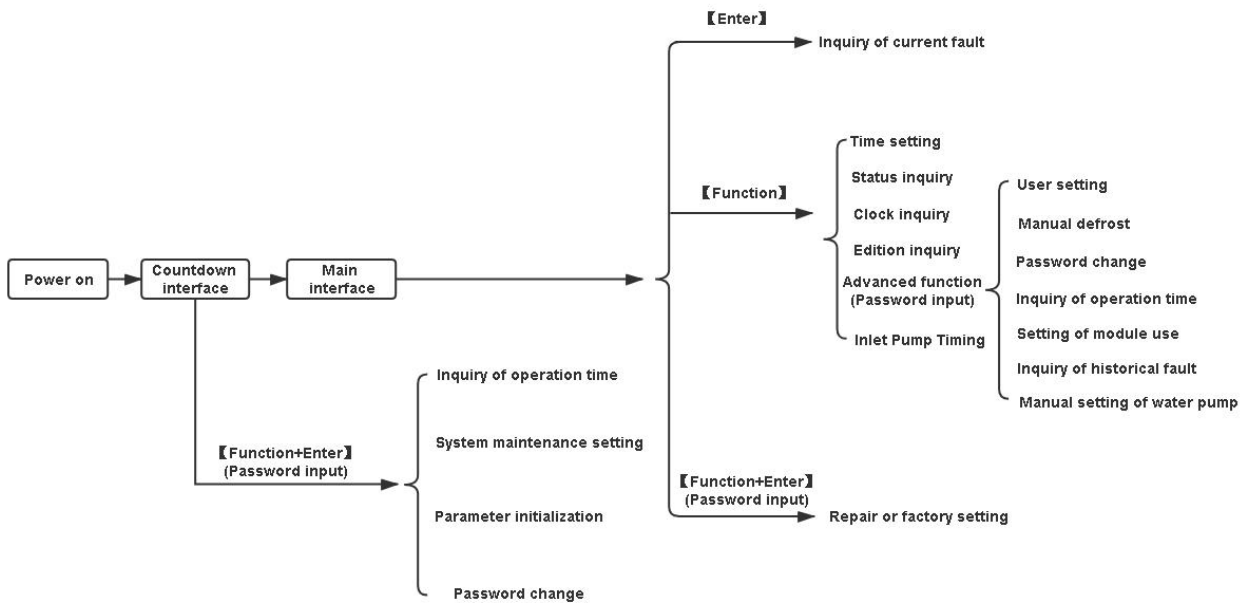 【Enter】
Inquiry of current fault
Time setting
Status inquiry
【Function】
User setting
Clock inquiry
Manual defrost
Edition inquiry
Password change
Power on
Countdown
interface
Main
interface
Advanced function
(Password input)
Inquiry of operation time
Inlet Pump Timing
Setting of module use
Inquiry of historical fault
Manual setting of water pump
Inquiry of operation time
System maintenance setting
【Function+Enter】
(Password input)
Parameter initialization
Password change
【Function+Enter】
(Password input)
Repair or factory setting